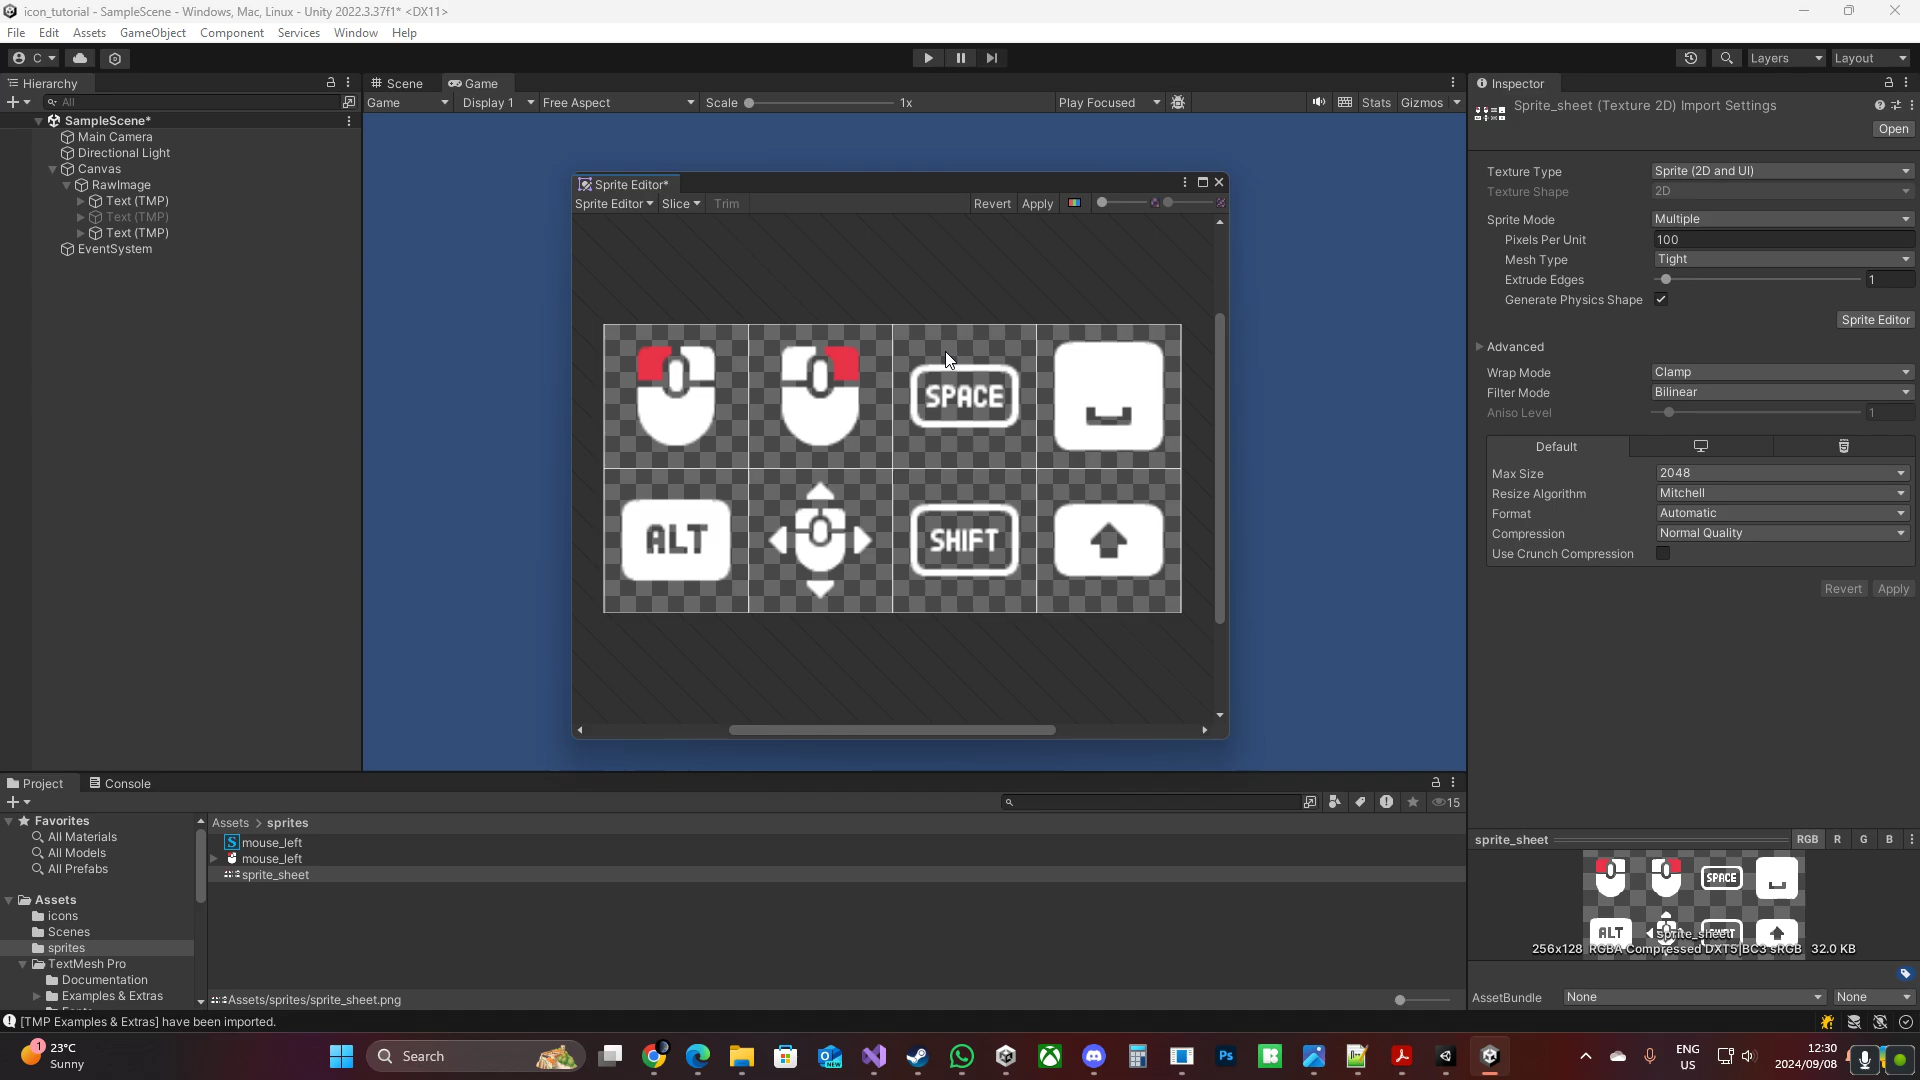 icon_tutorial - SampleScene - Windows, Mac, Linux - Unity 2022.3.37f1* <DX11>
File Edit Assets GameObject Component Services Window Help
C Layers Layout
Hierarchy Scene Game Inspector
All Game Display 1 Free Aspect Scale 1x Play Focused Stats Gizmos
Sprite_sheet (Texture 2D) Import Settings
Open
SampleScene*
Main Camera
Directional Light
Canvas
RawImage
Text (TMP)
Text (TMP)
Text (TMP)
EventSystem
Sprite Editor*
Sprite Editor Slice Trim Revert Apply
SPACE
ALT SHIFT
Texture Type Sprite (2D and UI)
Texture Shape 2D
Sprite Mode Multiple
Pixels Per Unit 100
Mesh Type Tight
Extrude Edges 1
Generate Physics Shape
Sprite Editor
Advanced
Wrap Mode Clamp
Filter Mode Bilinear
Aniso Level 1
Default
Max Size 2048
Resize Algorithm Mitchell
Format Automatic
Compression Normal Quality
Use Crunch Compression
Revert Apply
Project Console
15
Favorites
All Materials
All Models
All Prefabs
Assets
icons
Scenes
sprites
TextMesh Pro
Documentation
Examples & Extras
Assets > sprites
mouse_left
mouse_left
sprite_sheet
Assets/sprites/sprite_sheet.png
sprite_sheet RGB R G B
SPACE
ALT
sprite_sheet
256x128 RGBA Compressed DXT5|BC3 sRGB 32.0 KB
AssetBundle None None
[TMP Examples & Extras] have been imported.
1 23°C
Sunny
Search
NEW
Ps
ENG
US
12:30
2024/09/08